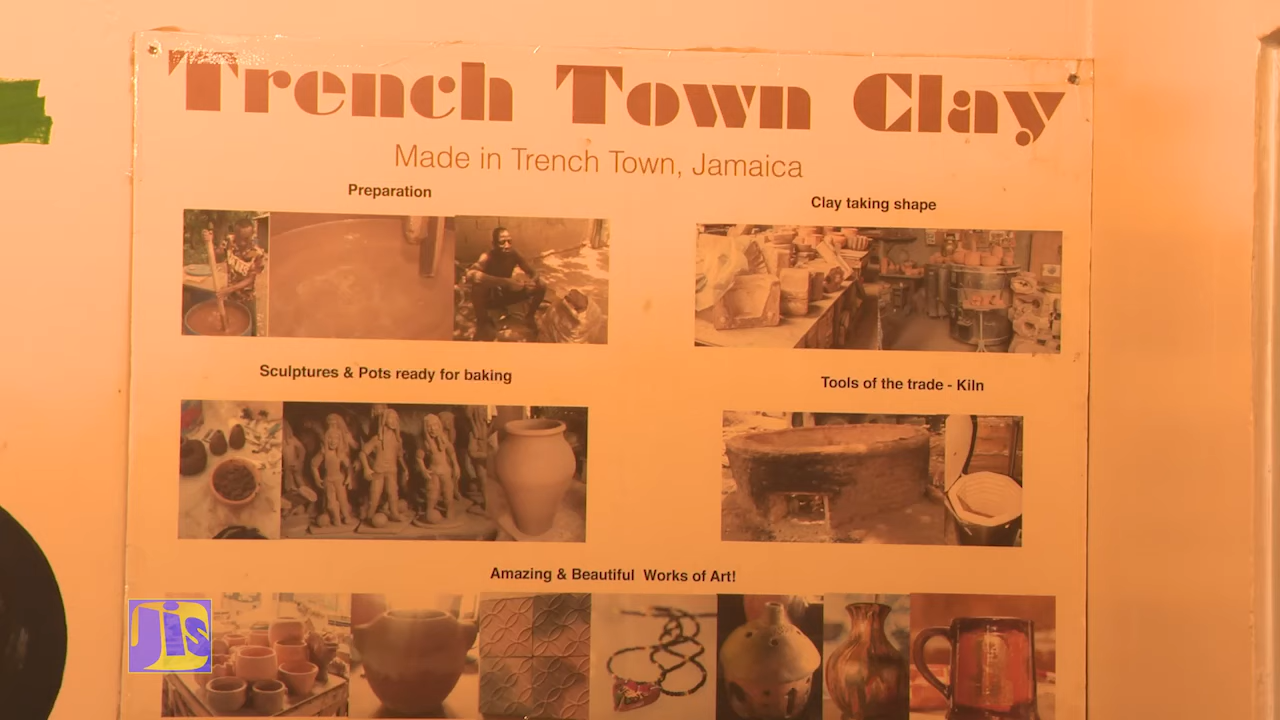 Trench Town Clay
Made in Trench Town, Jamaica
Preparation
Clay taking shape
Sculptures & Pots ready for baking
Tools of the trade - Kiln
Amazing & Beautiful Works of Art!
JIS